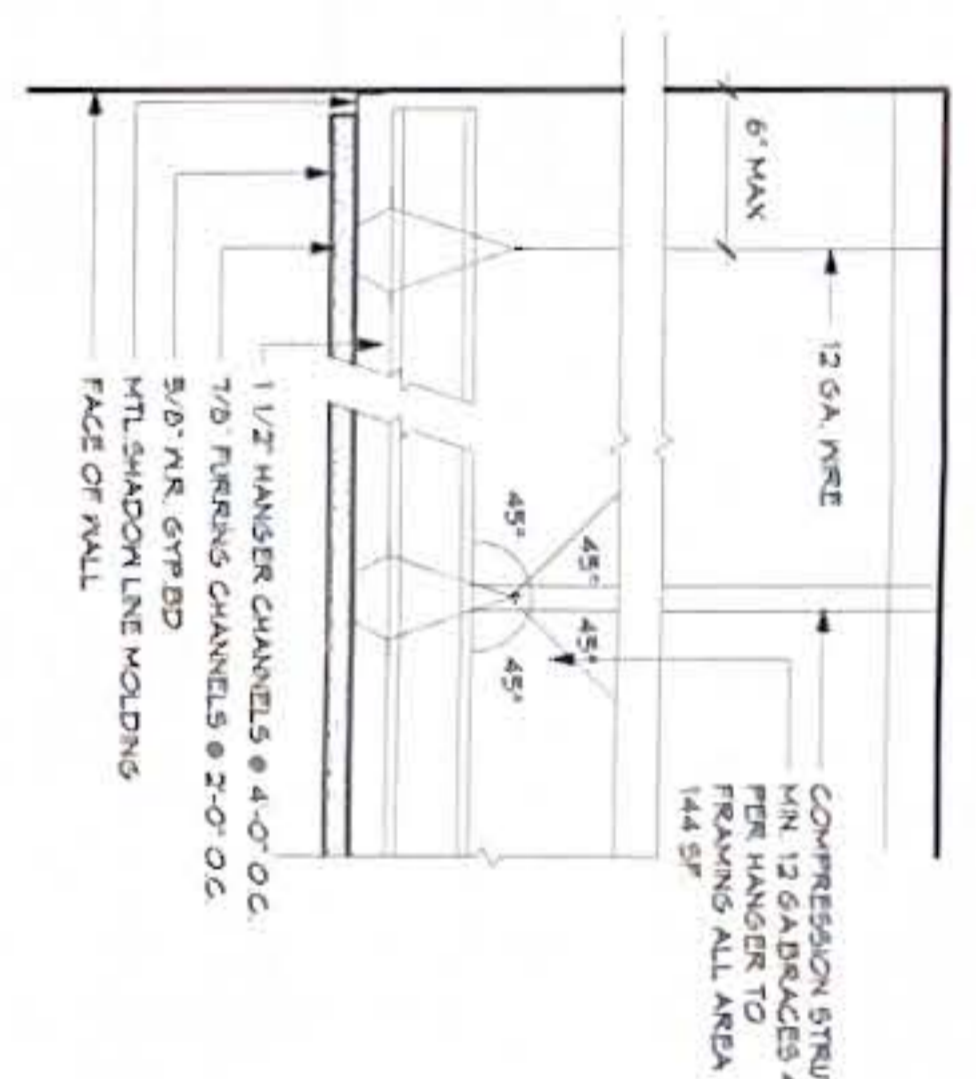 COMPRESSION STRU
MIN. 12 GA.BRACES
PER HANGER TO
FRAMING ALL AREA
144 SF
12 GA. WIRE
6" MAX
45°
45°
45°
45°
1 1/2" HANGER CHANNELS @ 4'-0" O.C.
7/8" FURRING CHANNELS @ 2'-0" O.C.
5/8" W.R. GYP.BD
MTL.SHADOW LINE MOLDING
FACE OF WALL